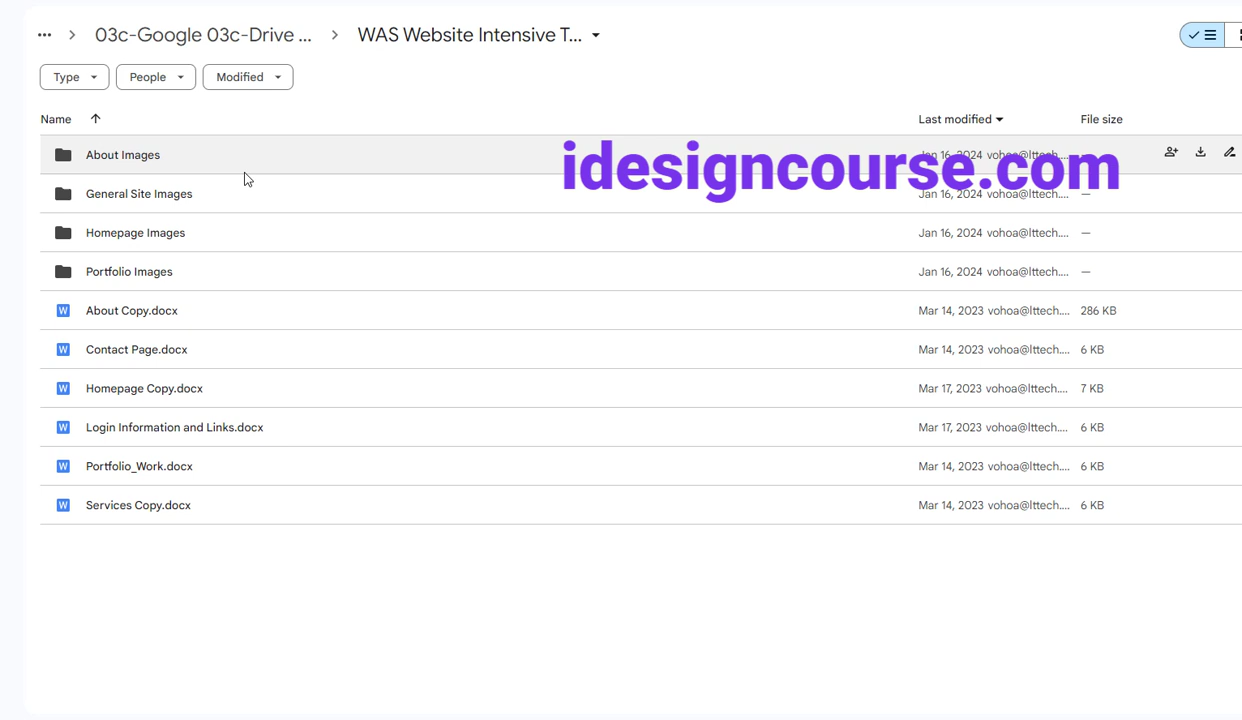 03c-Google 03c-Drive ... WAS Website Intensive T...
Type People Modified
Name Last modified File size
About Images Jan 16, 2024 vohoa@lttech....
idesigncourse.com
General Site Images Jan 16, 2024 vohoa@lttech.... —
Homepage Images Jan 16, 2024 vohoa@lttech.... —
Portfolio Images Jan 16, 2024 vohoa@lttech.... —
About Copy.docx Mar 14, 2023 vohoa@lttech.... 286 KB
Contact Page.docx Mar 14, 2023 vohoa@lttech.... 6 KB
Homepage Copy.docx Mar 17, 2023 vohoa@lttech.... 7 KB
Login Information and Links.docx Mar 17, 2023 vohoa@lttech.... 6 KB
Portfolio_Work.docx Mar 14, 2023 vohoa@lttech.... 6 KB
Services Copy.docx Mar 14, 2023 vohoa@lttech.... 6 KB